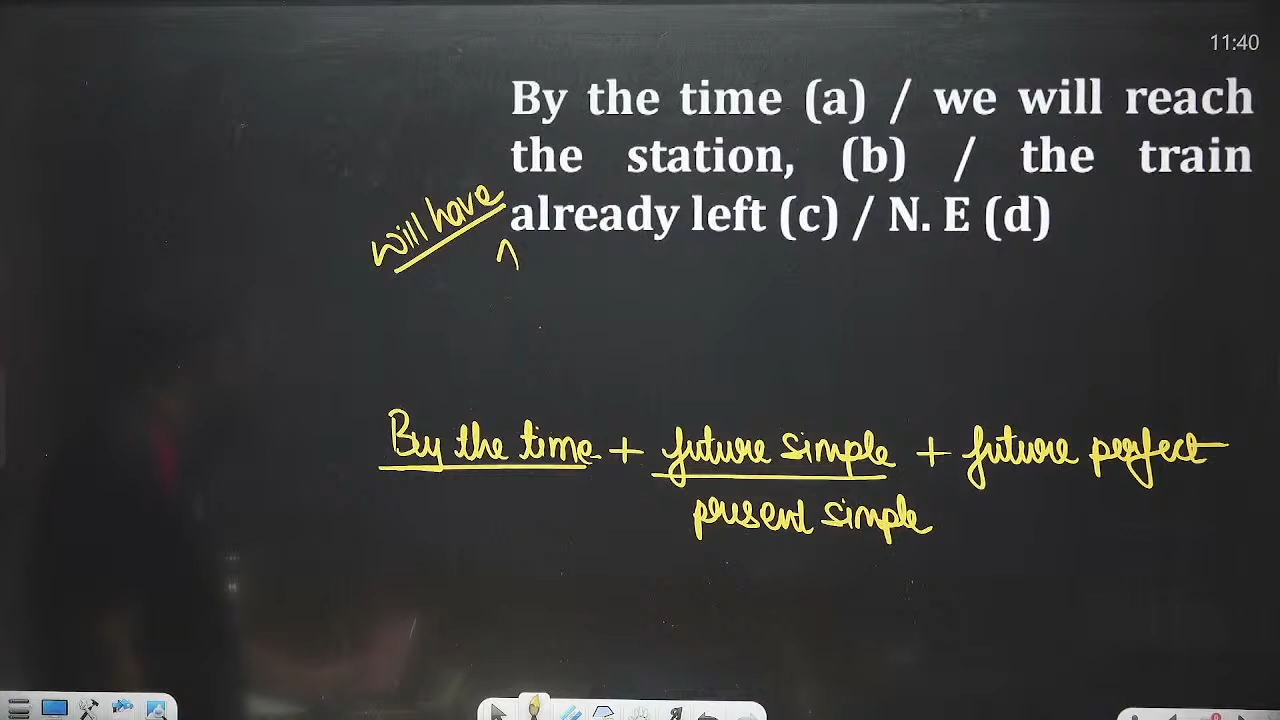 11:40
By the time (a) / we will reach
the station, (b) / the train
will have already left (c) / N. E (d)
By the time + future simple + future perfect
present simple